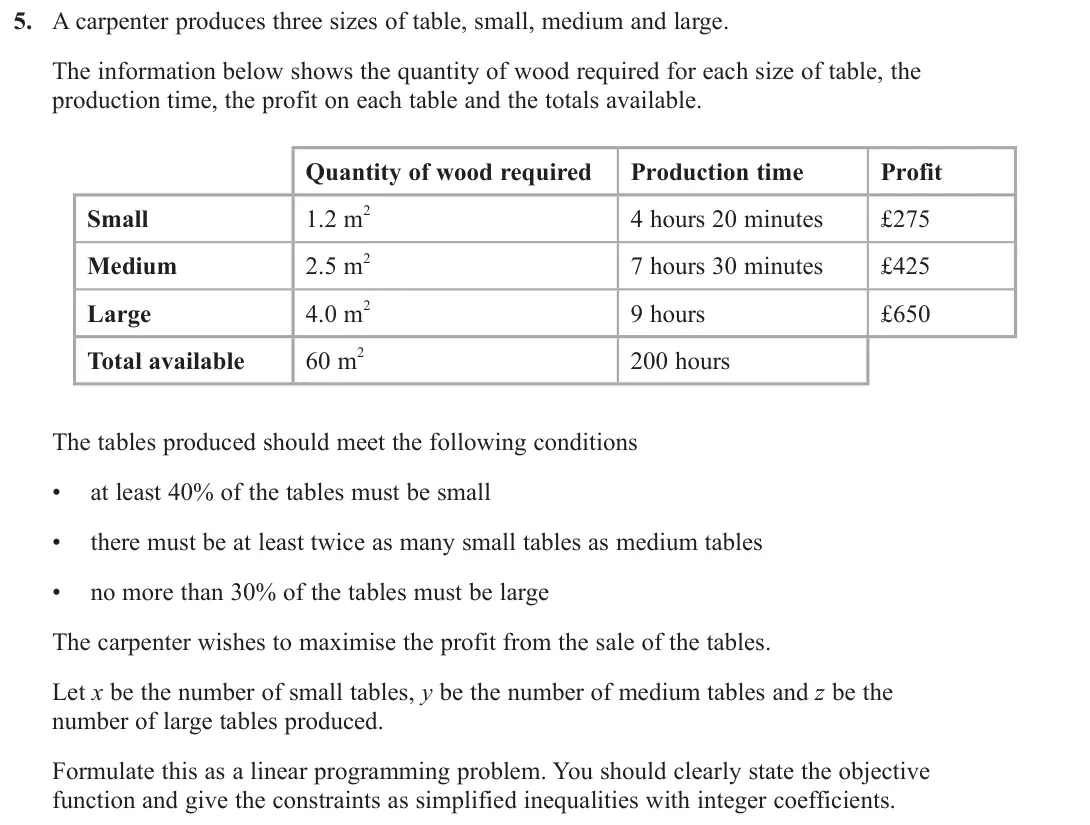 5. A carpenter produces three sizes of table, small, medium and large.
The information below shows the quantity of wood required for each size of table, the
production time, the profit on each table and the totals available.
Quantity of wood required Production time Profit
Small 1.2 m² 4 hours 20 minutes £275
Medium 2.5 m² 7 hours 30 minutes £425
Large 4.0 m² 9 hours £650
Total available 60 m² 200 hours
The tables produced should meet the following conditions
• at least 40% of the tables must be small
• there must be at least twice as many small tables as medium tables
• no more than 30% of the tables must be large
The carpenter wishes to maximise the profit from the sale of the tables.
Let x be the number of small tables, y be the number of medium tables and z be the
number of large tables produced.
Formulate this as a linear programming problem. You should clearly state the objective
function and give the constraints as simplified inequalities with integer coefficients.